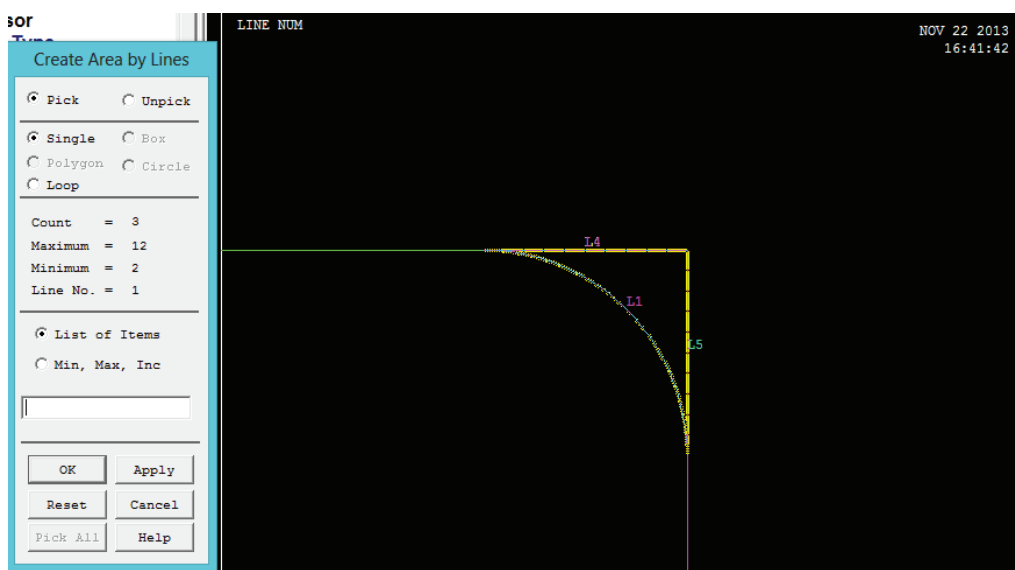 sor
Type
Create Area by Lines
Pick Unpick
Single Box
Polygon Circle
Loop
Count = 3
Maximum = 12
Minimum = 2
Line No. = 1
List of Items
Min, Max, Inc
OK Apply
Reset Cancel
Pick All Help
LINE NUM
NOV 22 2013
16:41:42
L4
L1
L5